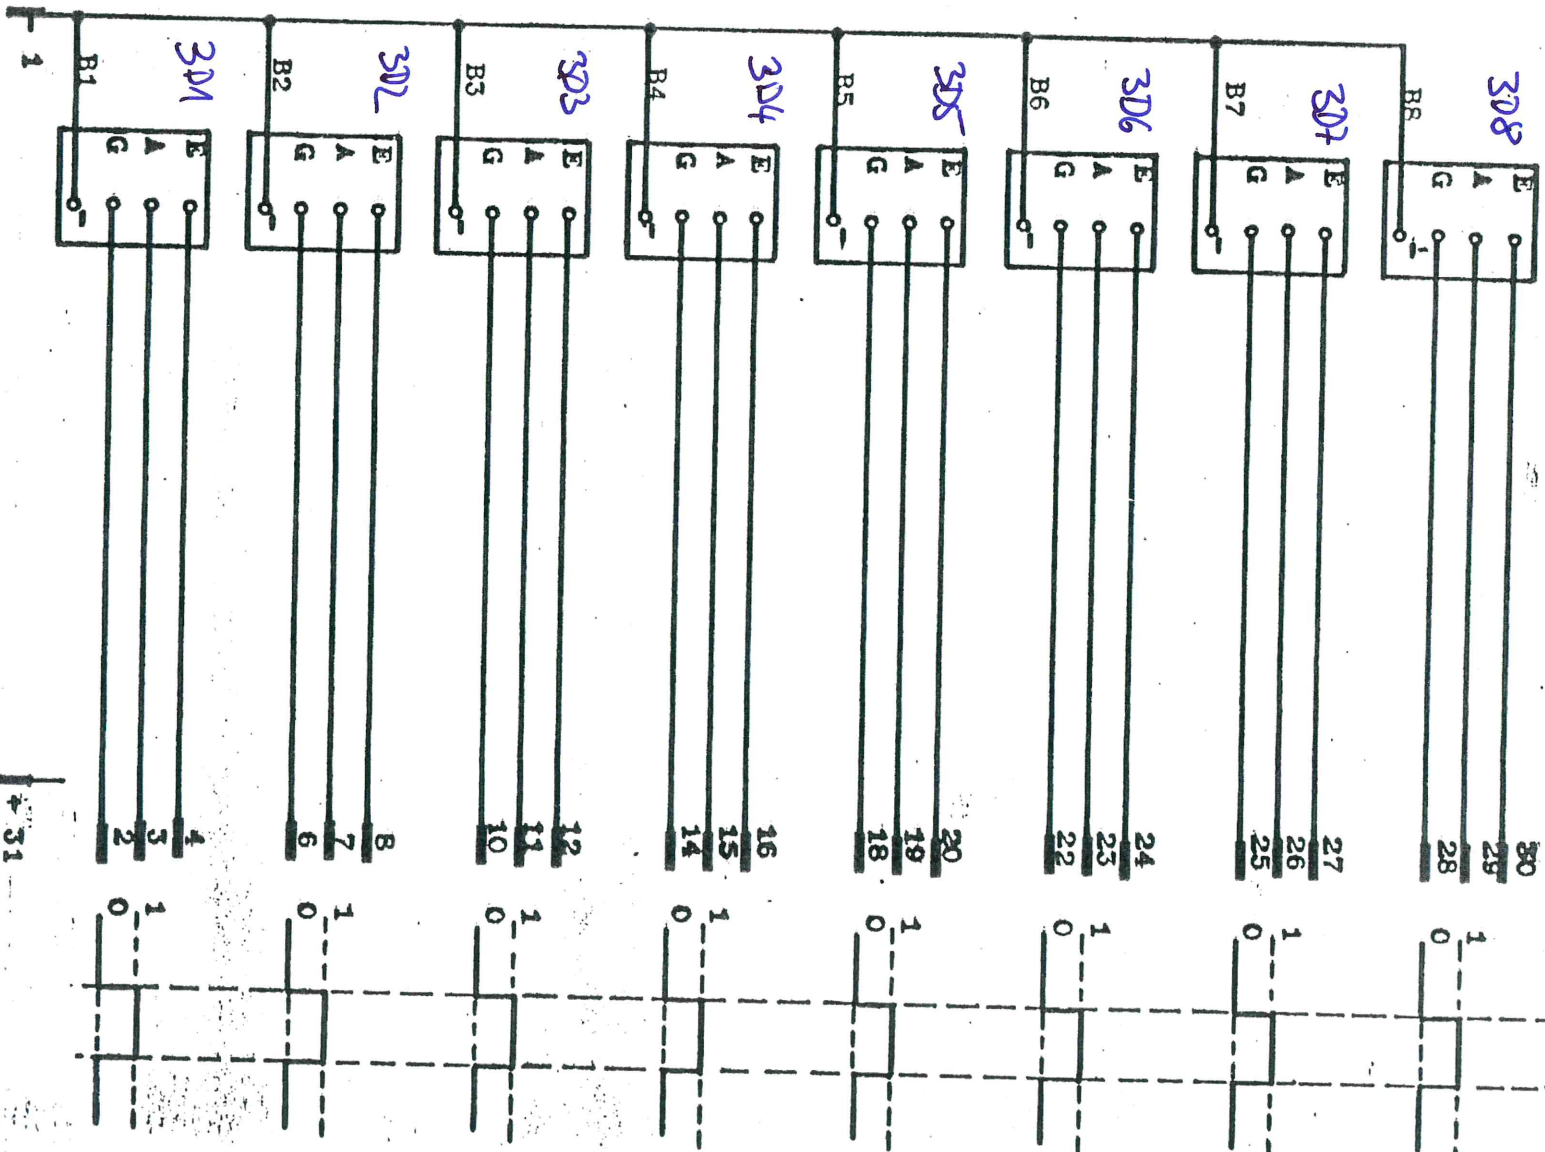 1
B1 3D1 B2 3D2 B3 3D3 B4 3D4 B5 3D5 B6 3D6 B7 3D7 B8 3D8
G A E G A E G A E G A E G A E G A E G A E G A E
- - - - - - - -
+ 31
2 3 4 6 7 8 10 11 12 14 15 16 18 19 20 22 23 24 25 26 27 28 29 30
0 1 0 1 0 1 0 1 0 1 0 1 0 1 0 1